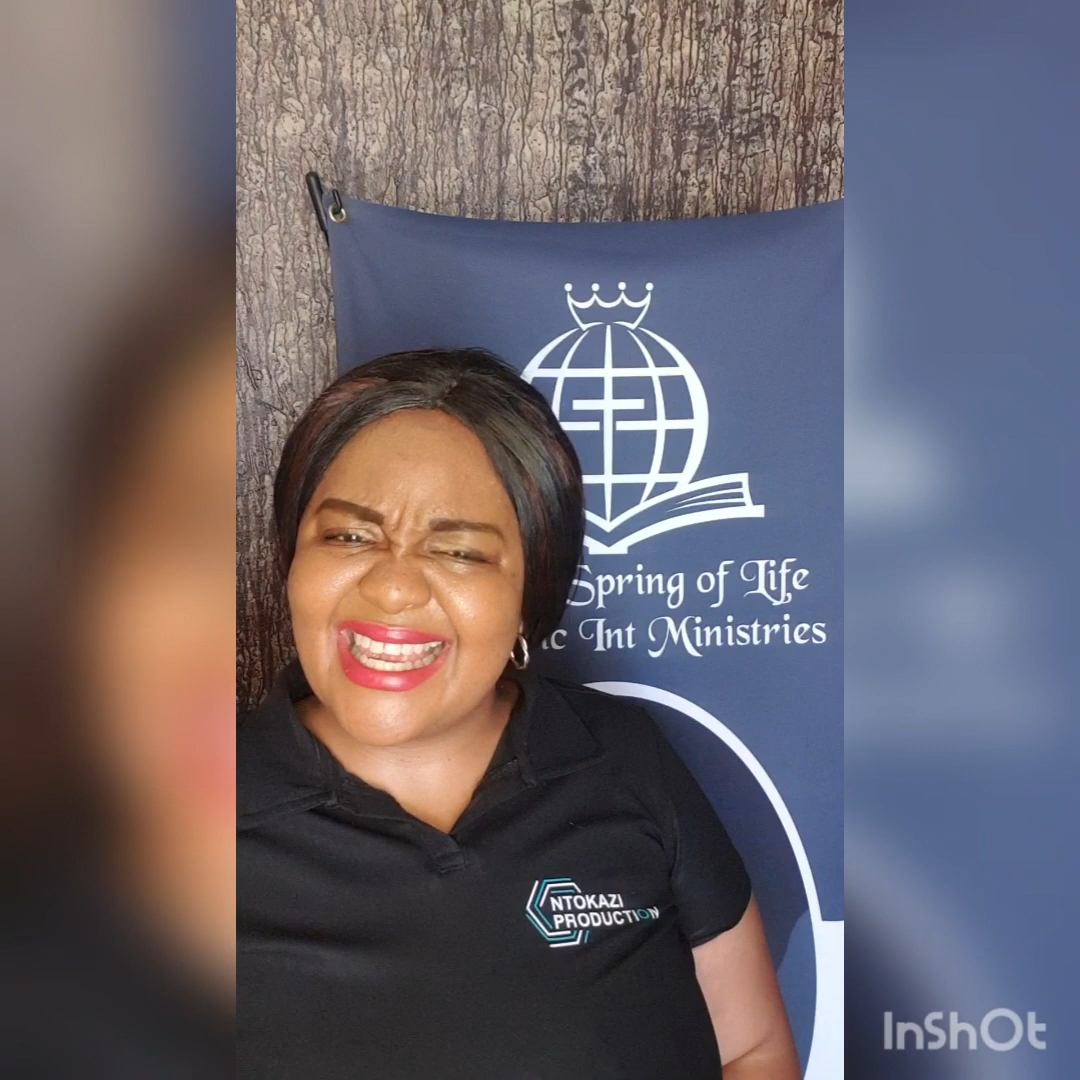 Spring of Life
Int Ministries
NTOKAZI
PRODUCTION
InShOt